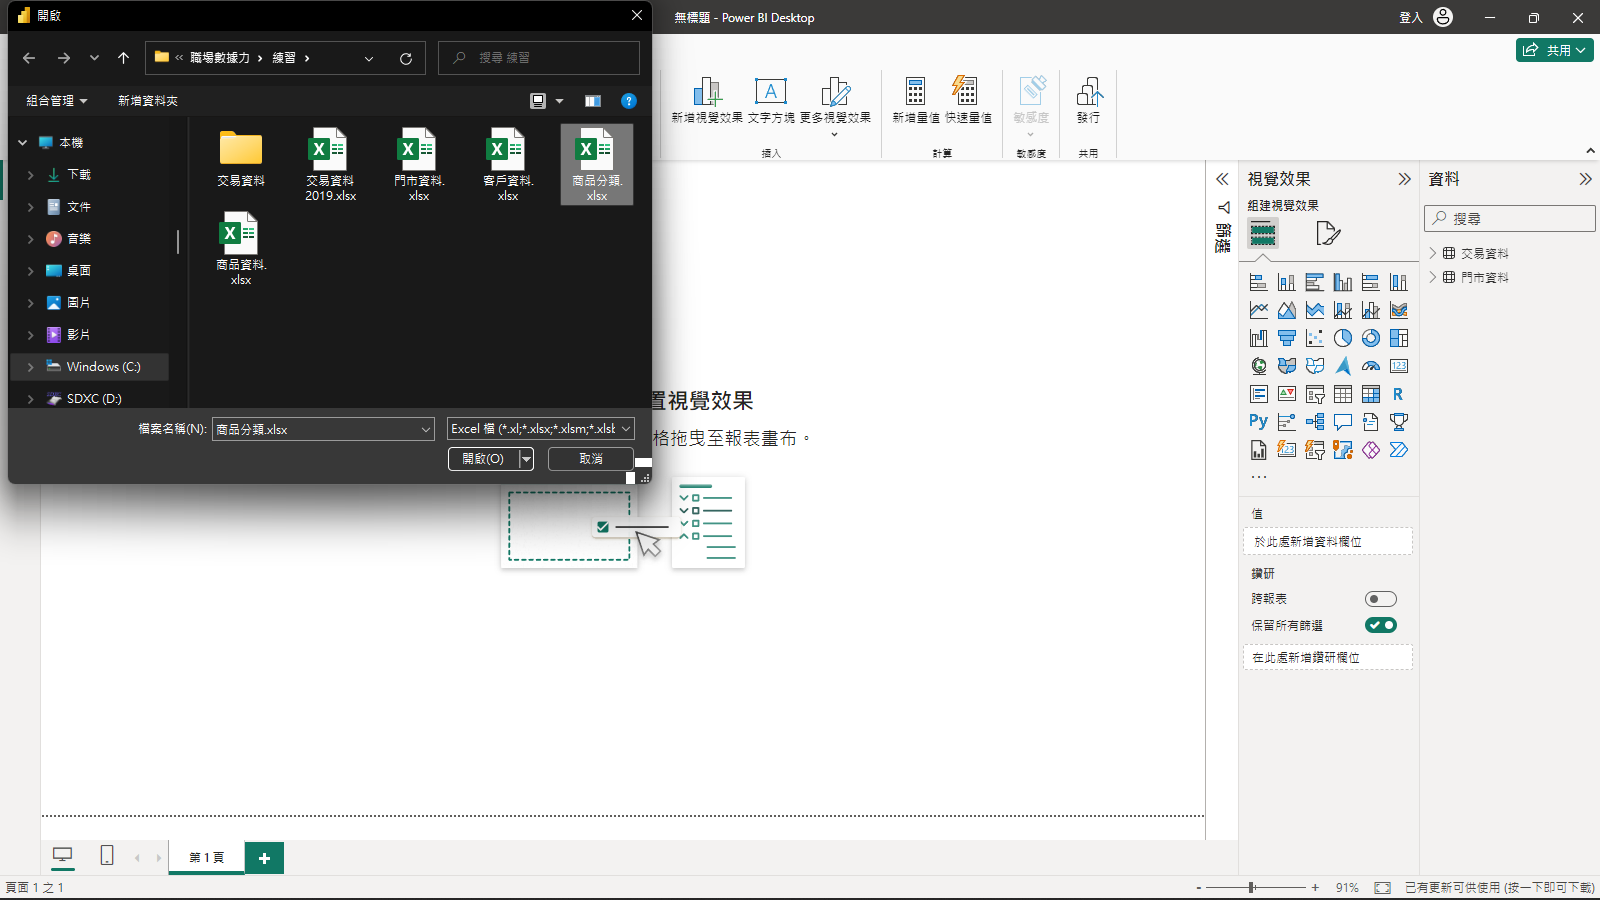 開啟
無標題 - Power BI Desktop
登入
職場數據力 › 練習 ›
搜尋 練習
共用
組合管理
新增資料夾
本機
下載
文件
音樂
桌面
圖片
影片
Windows (C:)
SDXC (D:)
交易資料
交易資料
2019.xlsx
門市資料.
xlsx
客戶資料.
xlsx
商品分類.
xlsx
商品資料.
xlsx
檔案名稱(N):
商品分類.xlsx
Excel 檔 (*.xl;*.xlsx;*.xlsm;*.xlsb
開啟(O)
取消
新增視覺效果
文字方塊
更多視覺效果
插入
新增量值
快速量值
計算
敏感度
敏感度
發行
共用
置視覺效果
格拖曳至報表畫布。
篩選
視覺效果
組建視覺效果
R
Py
123
...
值
於此處新增資料欄位
鑽研
跨報表
保留所有篩選
在此處新增鑽研欄位
資料
搜尋
交易資料
門市資料
第 1 頁
頁面 1 之 1
- + 91%
已有更新可供使用 (按一下即可下載)